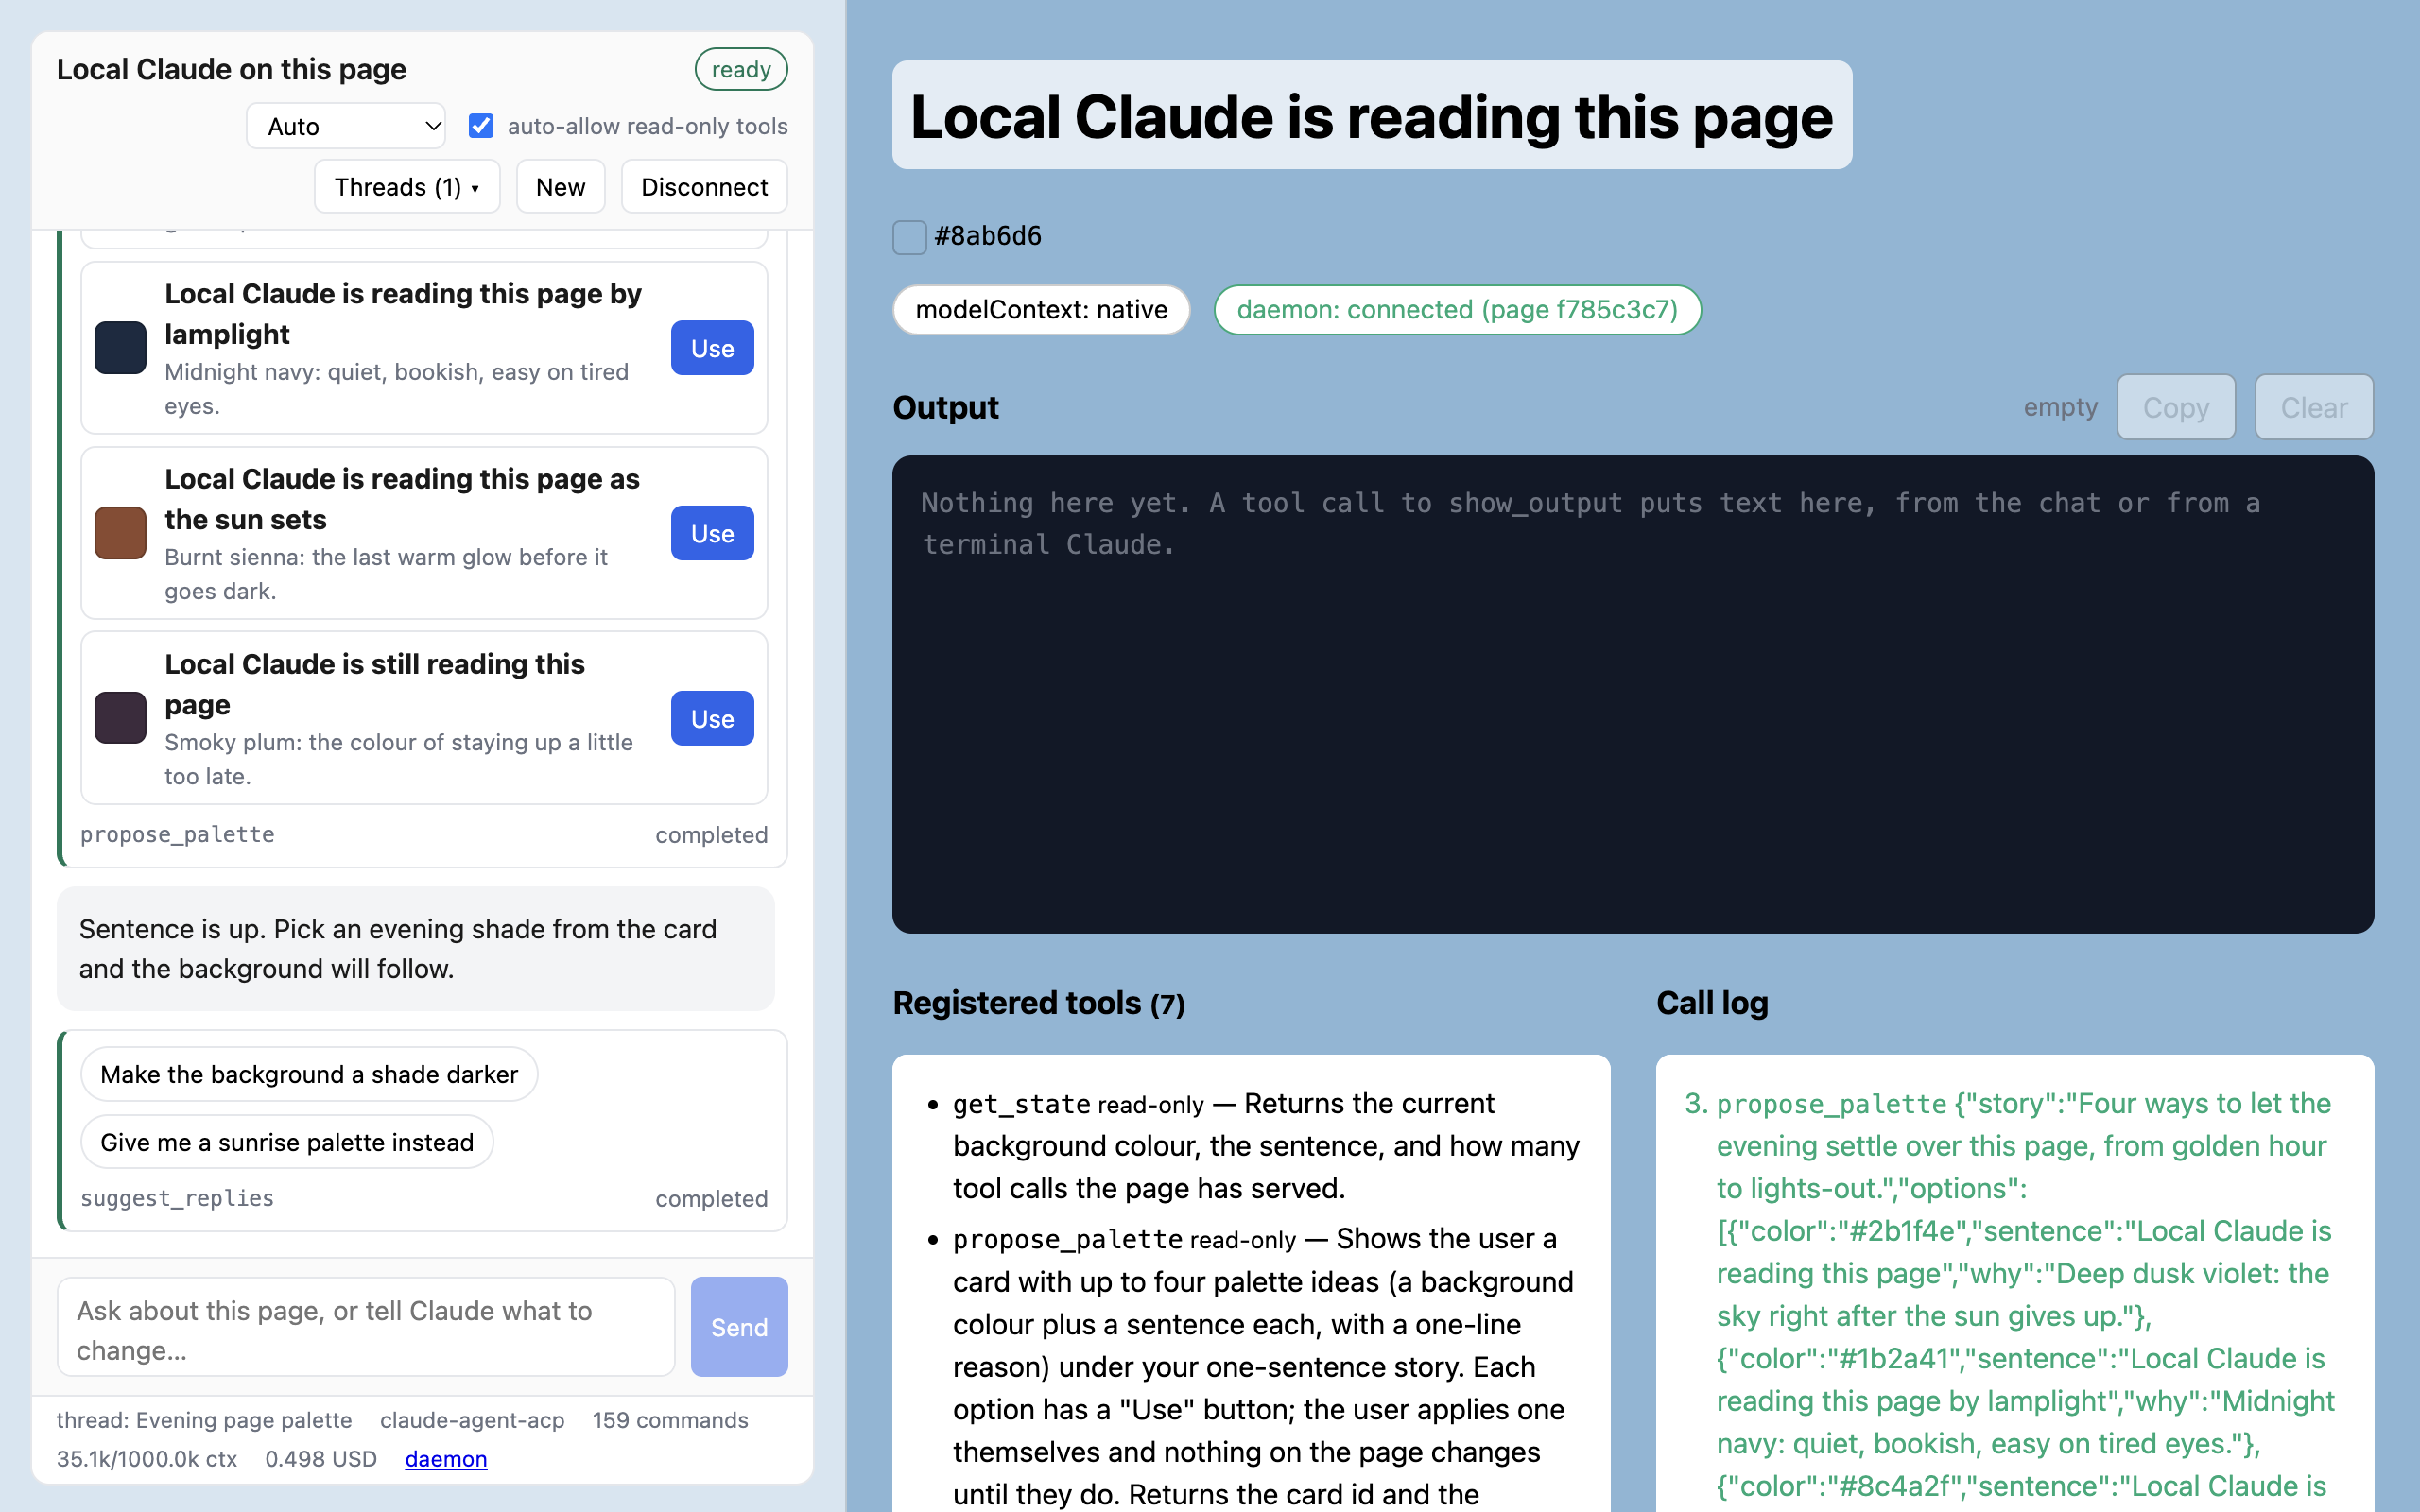 Local Claude on this page
ready
Auto
auto-allow read-only tools
Threads (1) ▾
New
Disconnect
Local Claude is reading this page by
lamplight
Midnight navy: quiet, bookish, easy on tired
eyes.
Use
Local Claude is reading this page as
the sun sets
Burnt sienna: the last warm glow before it
goes dark.
Use
Local Claude is still reading this
page
Smoky plum: the colour of staying up a little
too late.
Use
propose_palette
completed
Sentence is up. Pick an evening shade from the card
and the background will follow.
Make the background a shade darker
Give me a sunrise palette instead
suggest_replies
completed
Ask about this page, or tell Claude what to
change...
Send
thread: Evening page palette
claude-agent-acp
159 commands
35.1k/1000.0k ctx
0.498 USD
daemon
Local Claude is reading this page
#8ab6d6
modelContext: native
daemon: connected (page f785c3c7)
Output
empty
Copy
Clear
Nothing here yet. A tool call to show_output puts text here, from the chat or from a
terminal Claude.
Registered tools (7)
• get_state read-only — Returns the current
background colour, the sentence, and how many
tool calls the page has served.
• propose_palette read-only — Shows the user a
card with up to four palette ideas (a background
colour plus a sentence each, with a one-line
reason) under your one-sentence story. Each
option has a "Use" button; the user applies one
themselves and nothing on the page changes
until they do. Returns the card id and the
Call log
3. propose_palette {"story":"Four ways to let the
evening settle over this page, from golden hour
to lights-out.","options":
[{"color":"#2b1f4e","sentence":"Local Claude is
reading this page","why":"Deep dusk violet: the
sky right after the sun gives up."},
{"color":"#1b2a41","sentence":"Local Claude is
reading this page by lamplight","why":"Midnight
navy: quiet, bookish, easy on tired eyes."},
{"color":"#8c4a2f","sentence":"Local Claude is